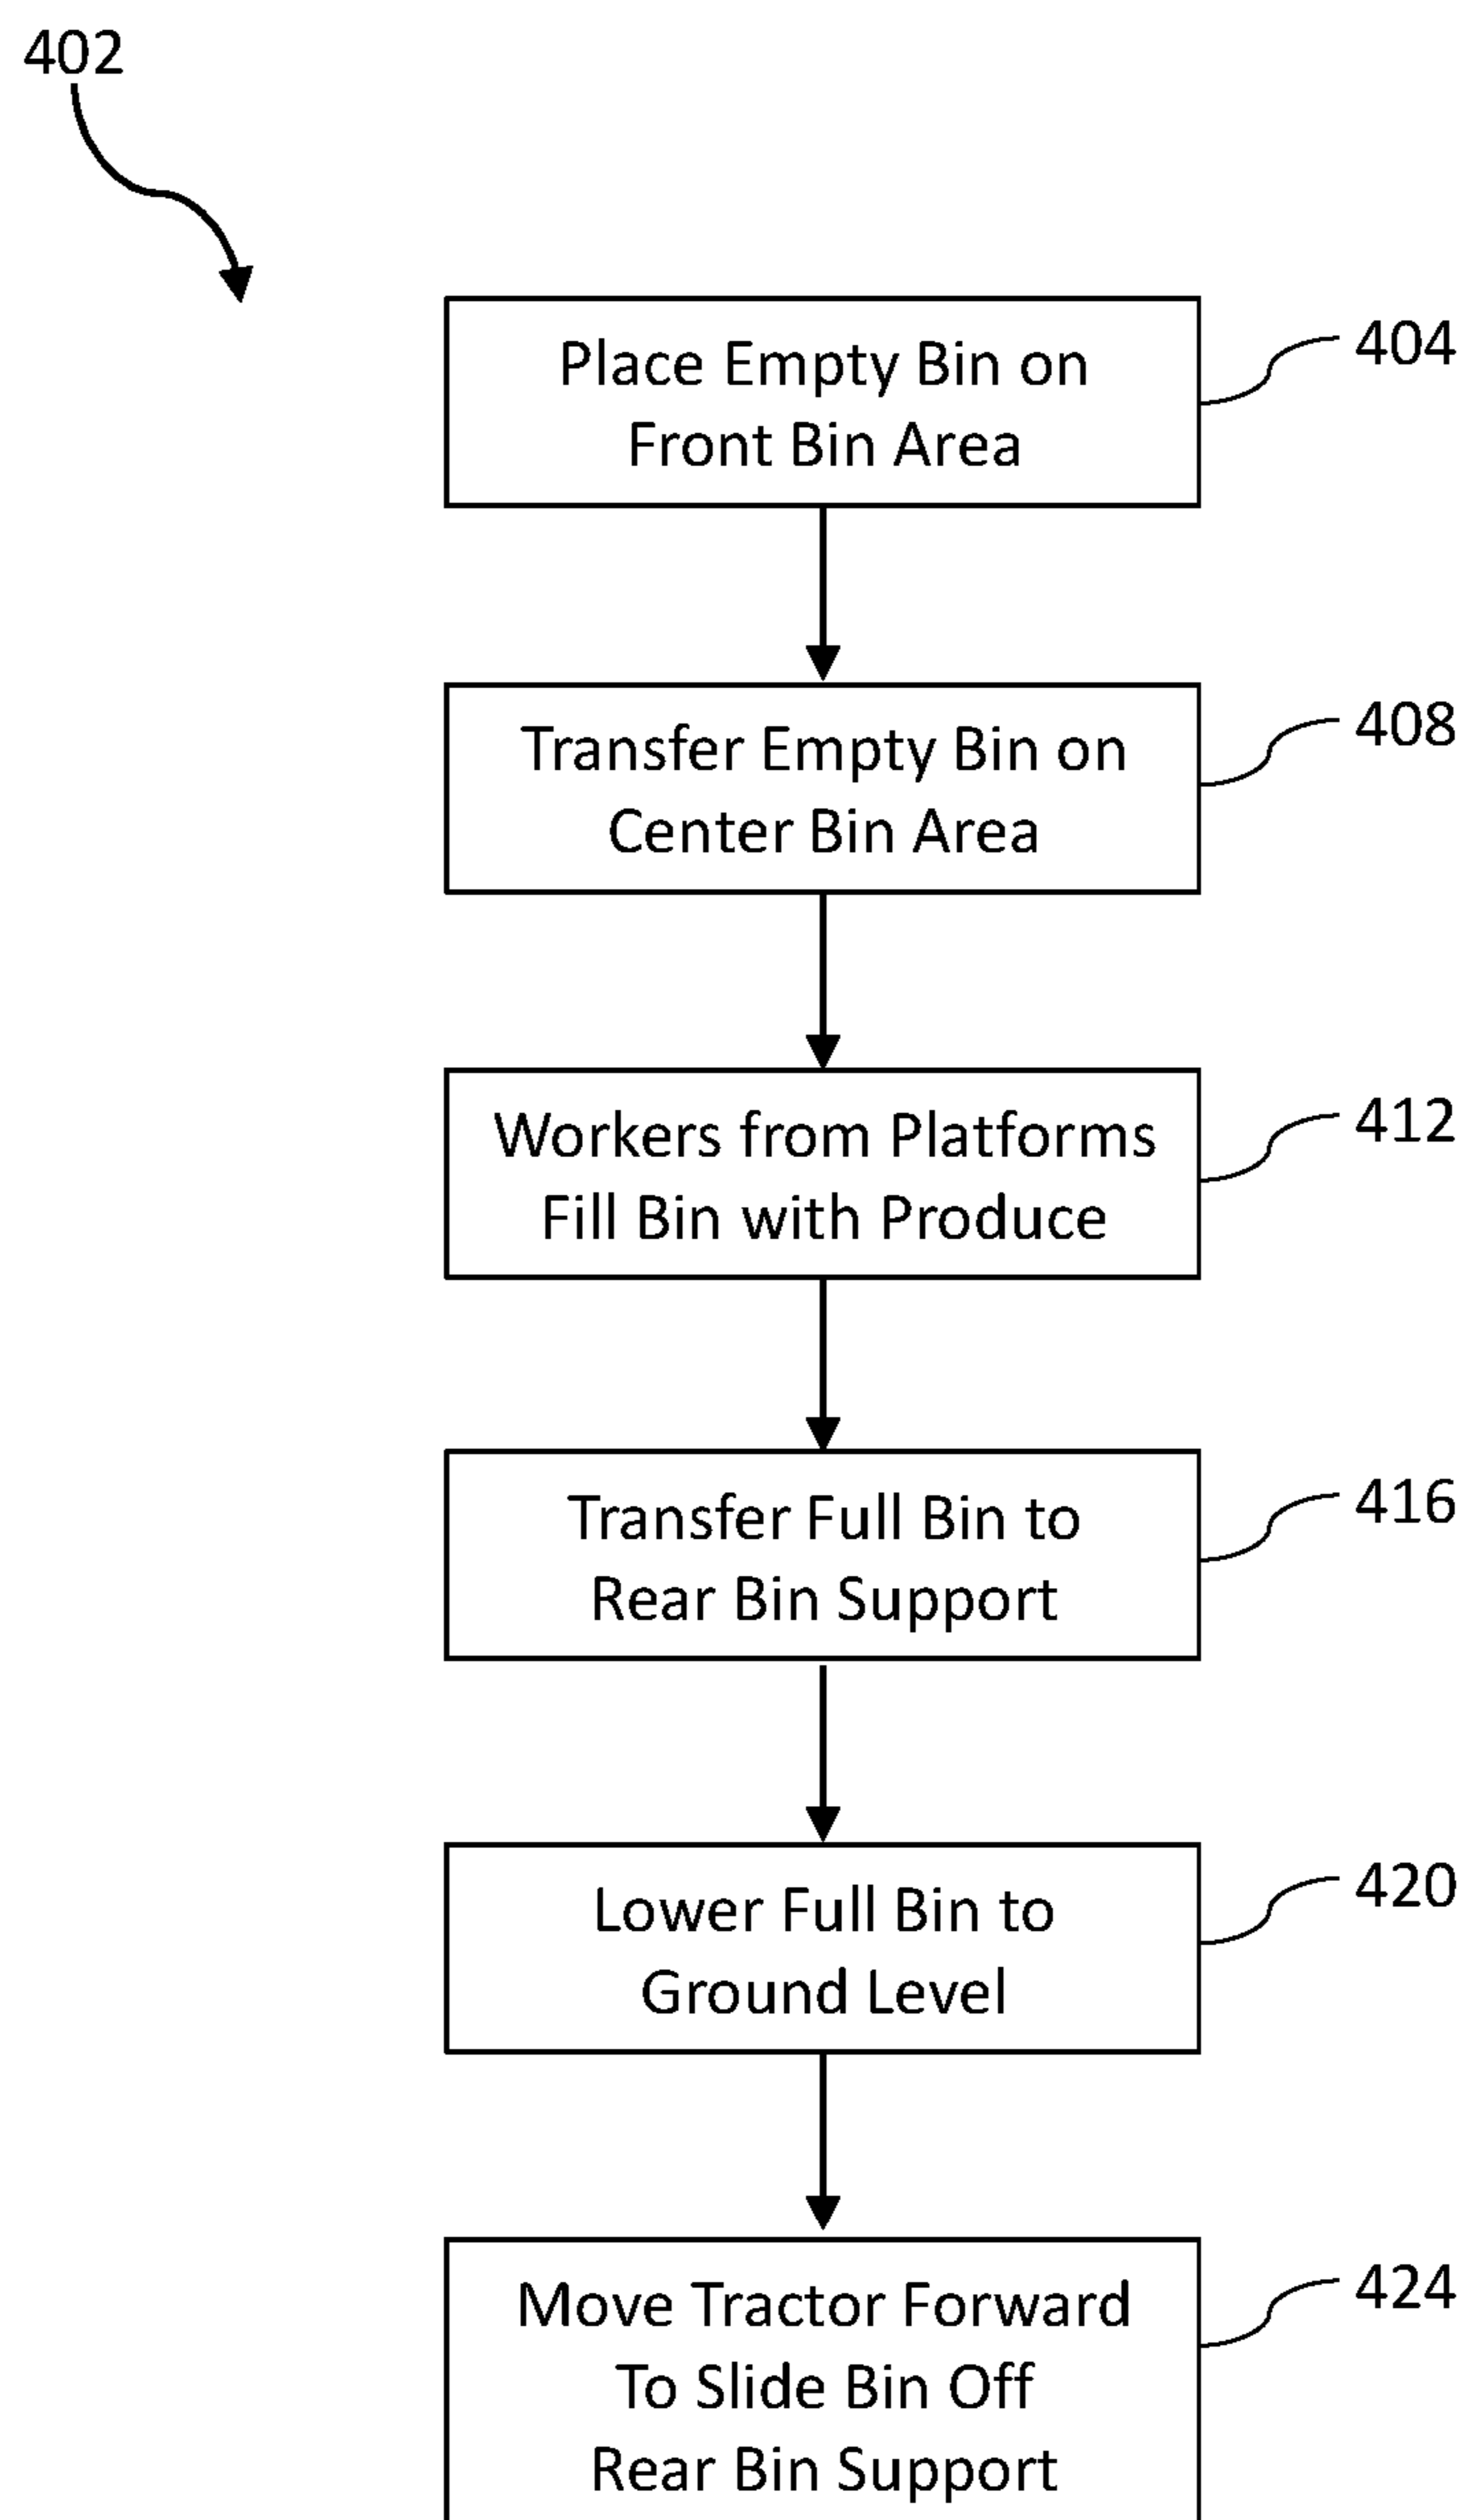 402
Place Empty Bin on
Front Bin Area
404
Transfer Empty Bin on
Center Bin Area
408
Workers from Platforms
Fill Bin with Produce
412
Transfer Full Bin to
Rear Bin Support
416
Lower Full Bin to
Ground Level
420
Move Tractor Forward
To Slide Bin Off
Rear Bin Support
424